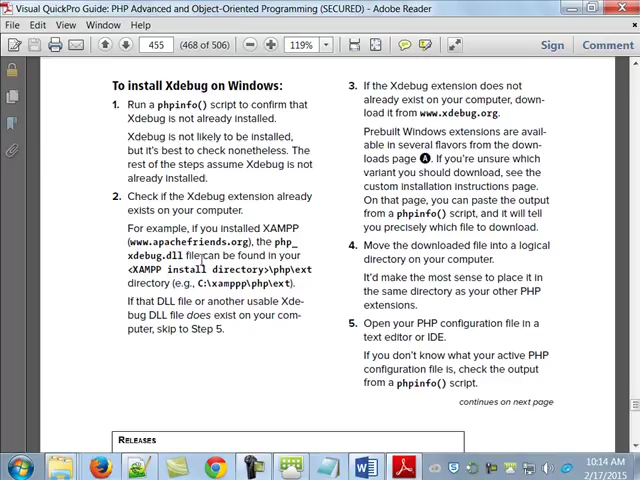 Visual QuickPro Guide: PHP Advanced and Object-Oriented Programming (SECURED) - Adobe Reader
File Edit View Window Help
455 (468 of 506) 119% Sign Comment
To install Xdebug on Windows:
1. Run a phpinfo() script to confirm that
Xdebug is not already installed.
Xdebug is not likely to be installed,
but it's best to check nonetheless. The
rest of the steps assume Xdebug is not
already installed.
2. Check if the Xdebug extension already
exists on your computer.
For example, if you installed XAMPP
(www.apachefriends.org), the php_
xdebug.dll file can be found in your
<XAMPP install directory>\php\ext
directory (e.g., C:\xamppp\php\ext).
If that DLL file or another usable Xde-
bug DLL file does exist on your com-
puter, skip to Step 5.
3. If the Xdebug extension does not
already exist on your computer, down-
load it from www.xdebug.org.
Prebuilt Windows extensions are avail-
able in several flavors from the down-
loads page A. If you're unsure which
variant you should download, see the
custom installation instructions page.
On that page, you can paste the output
from a phpinfo() script, and it will tell
you precisely which file to download.
4. Move the downloaded file into a logical
directory on your computer.
It'd make the most sense to place it in
the same directory as your other PHP
extensions.
5. Open your PHP configuration file in a
text editor or IDE.
If you don't know what your active PHP
configuration file is, check the output
from a phpinfo() script.
continues on next page
RELEASES
10:14 AM
2/17/2015